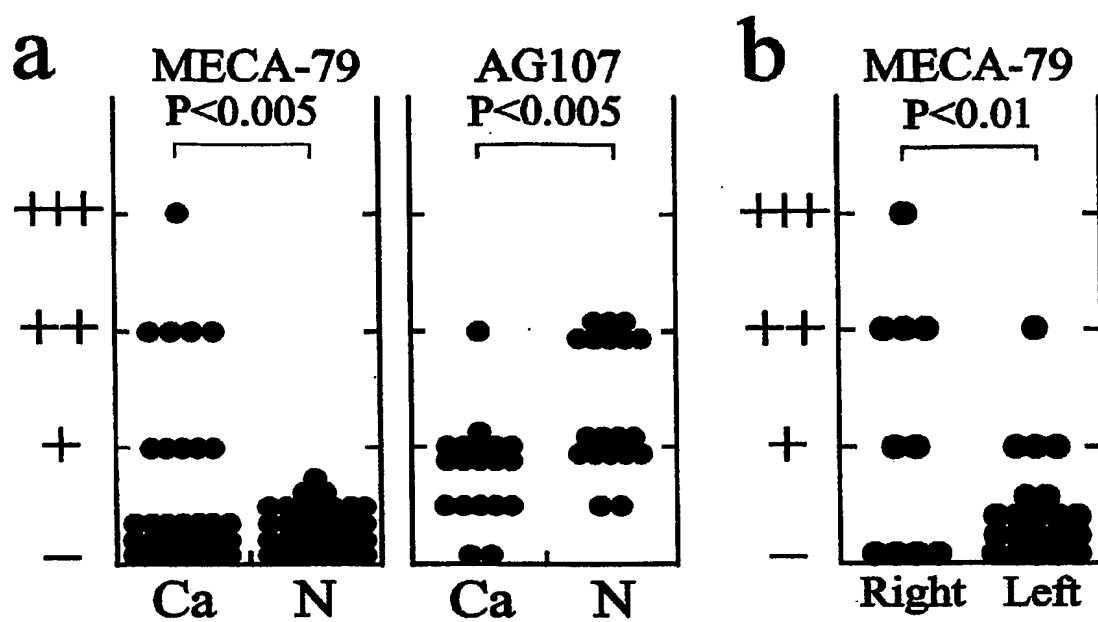 a
MECA-79
P<0.005
AG107
P<0.005
+++
++
+
−
Ca N
Ca N
b
MECA-79
P<0.01
+++
++
+
−
Right Left